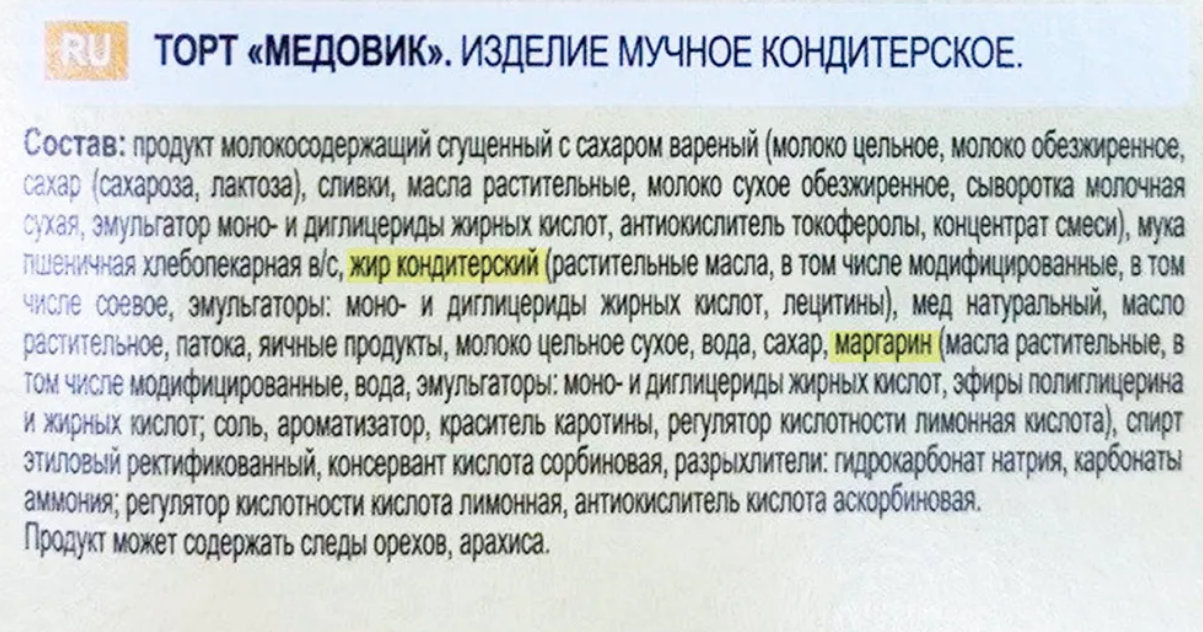 RU ТОРТ «МЕДОВИК». ИЗДЕЛИЕ МУЧНОЕ КОНДИТЕРСКОЕ.
Состав: продукт молокосодержащий сгущенный с сахаром вареный (молоко цельное, молоко обезжиренное,
сахар (сахароза, лактоза), сливки, масла растительные, молоко сухое обезжиренное, сыворотка молочная
сухая, эмульгатор моно- и диглицериды жирных кислот, антиокислитель токоферолы, концентрат смеси), мука
пшеничная хлебопекарная в/с, жир кондитерский (растительные масла, в том числе модифицированные, в том
числе соевое, эмульгаторы: моно- и диглицериды жирных кислот, лецитины), мед натуральный, масло
растительное, патока, яичные продукты, молоко цельное сухое, вода, сахар, маргарин (масла растительные, в
том числе модифицированные, вода, эмульгаторы: моно- и диглицериды жирных кислот, эфиры полиглицерина
и жирных кислот; соль, ароматизатор, краситель каротины, регулятор кислотности лимонная кислота), спирт
этиловый ректификованный, консервант кислота сорбиновая, разрыхлители: гидрокарбонат натрия, карбонаты
аммония; регулятор кислотности кислота лимонная, антиокислитель кислота аскорбиновая.
Продукт может содержать следы орехов, арахиса.